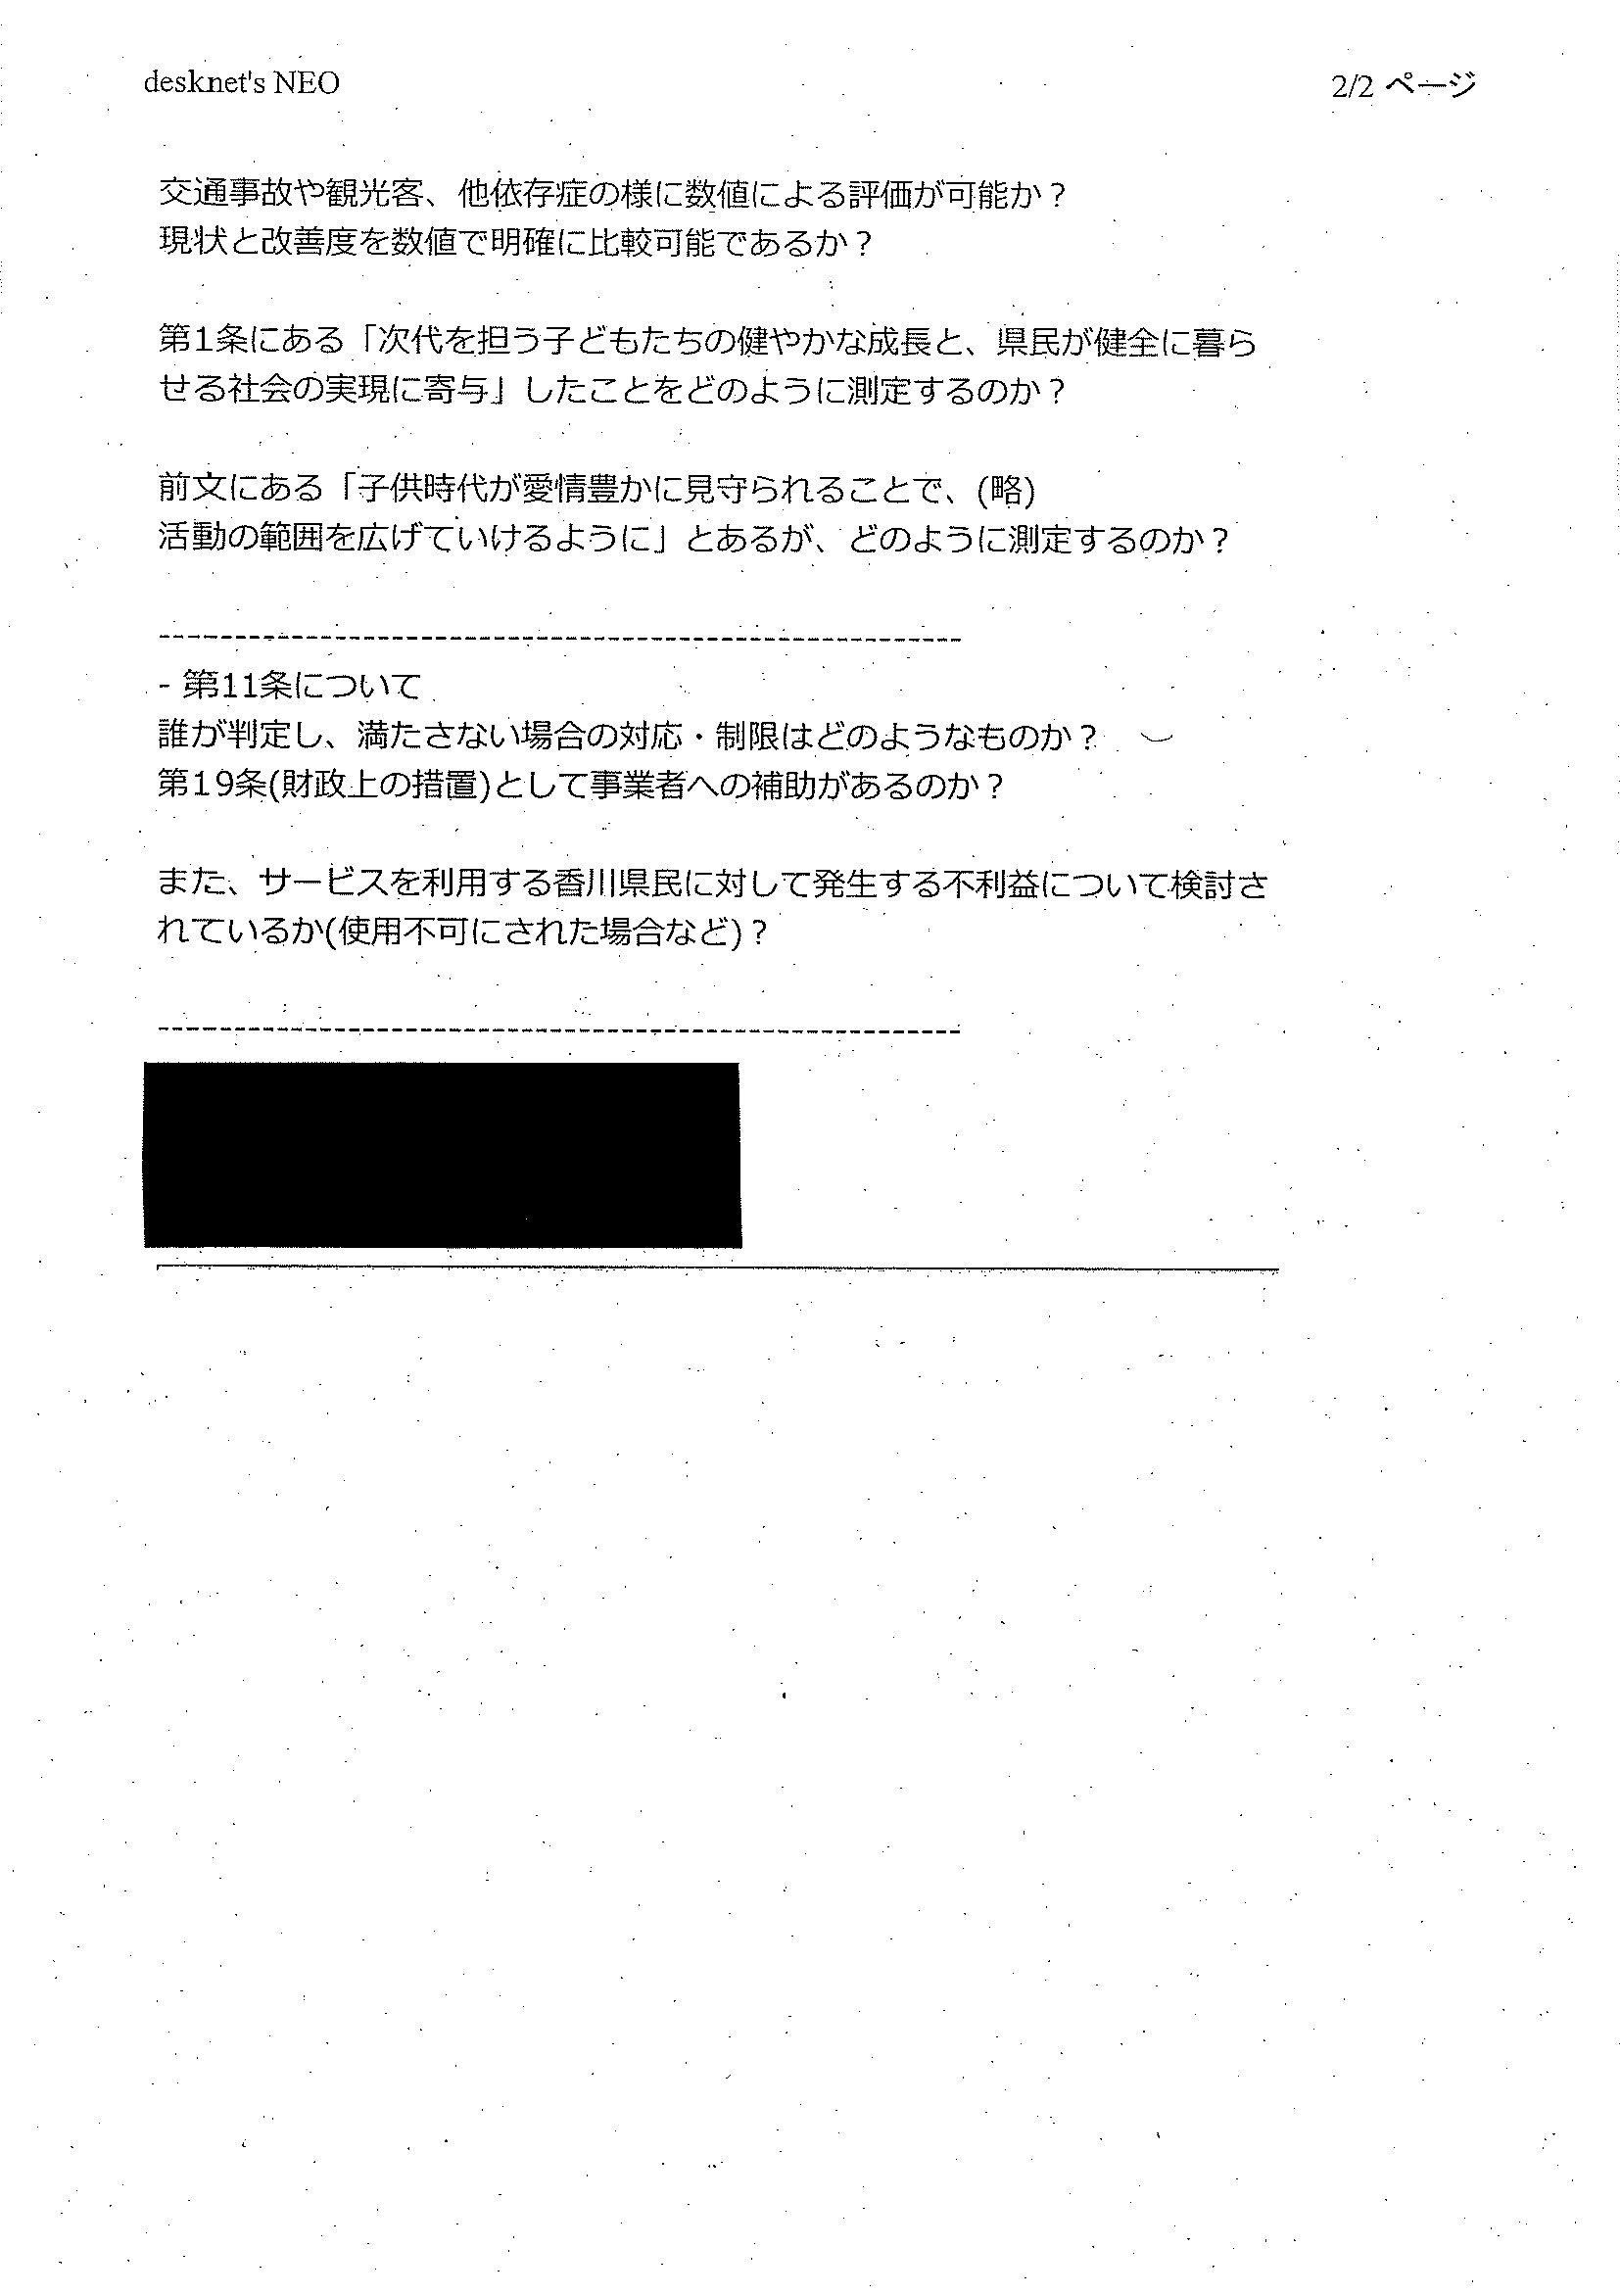 desknet's NEO
2/2 ページ
交通事故や観光客、他依存症の様に数値による評価が可能か？
現状と改善度を数値で明確に比較可能であるか？
第1条にある「次代を担う子どもたちの健やかな成長と、県民が健全に暮ら
せる社会の実現に寄与」したことをどのように測定するのか？
前文にある「子供時代が愛情豊かに見守られることで、(略)
活動の範囲を広げていけるように」とあるが、どのように測定するのか？
-------------------------------------------------------
- 第11条について
誰が判定し、満たさない場合の対応・制限はどのようなものか？
第19条(財政上の措置)として事業者への補助があるのか？
また、サービスを利用する香川県民に対して発生する不利益について検討さ
れているか(使用不可にされた場合など)？
-------------------------------------------------------